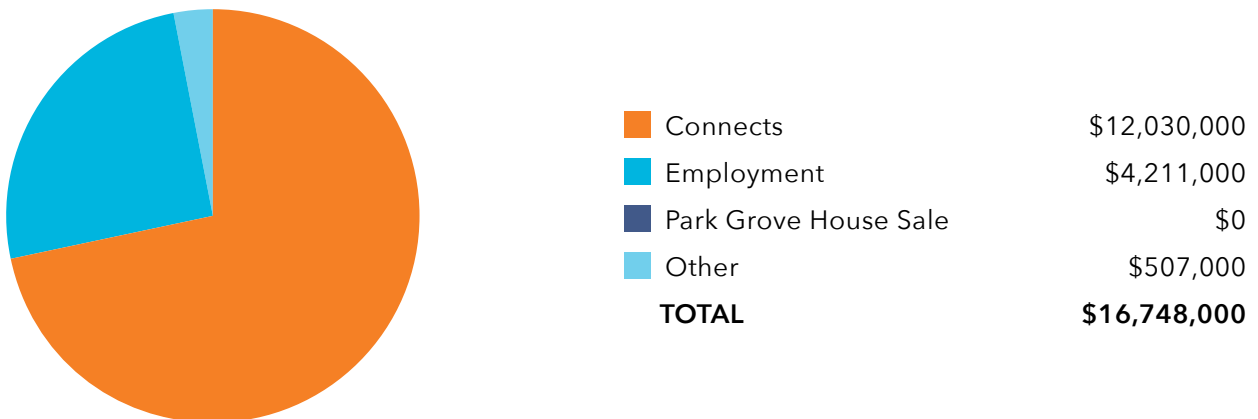 Connects $12,030,000
Employment $4,211,000
Park Grove House Sale $0
Other $507,000
TOTAL $16,748,000